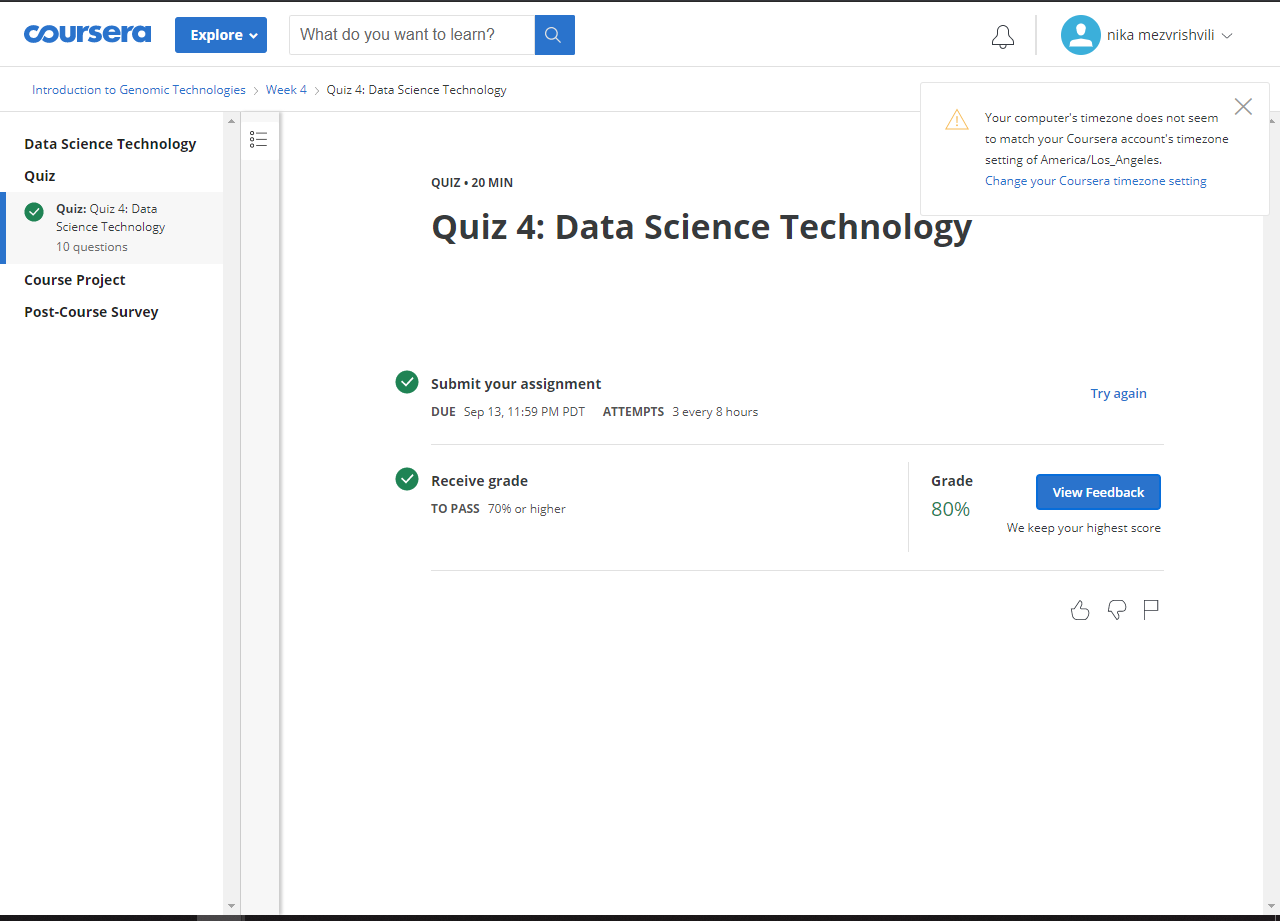 coursera
Explore
What do you want to learn?
nika mezvrishvili
Introduction to Genomic Technologies
Week 4
Quiz 4: Data Science Technology
Your computer's timezone does not seem
to match your Coursera account's timezone
setting of America/Los_Angeles.
Change your Coursera timezone setting
Data Science Technology
Quiz
Quiz: Quiz 4: Data
Science Technology
10 questions
Course Project
Post-Course Survey
QUIZ • 20 MIN
Quiz 4: Data Science Technology
Submit your assignment
DUE Sep 13, 11:59 PM PDT ATTEMPTS 3 every 8 hours
Try again
Receive grade
TO PASS 70% or higher
Grade
80%
View Feedback
We keep your highest score